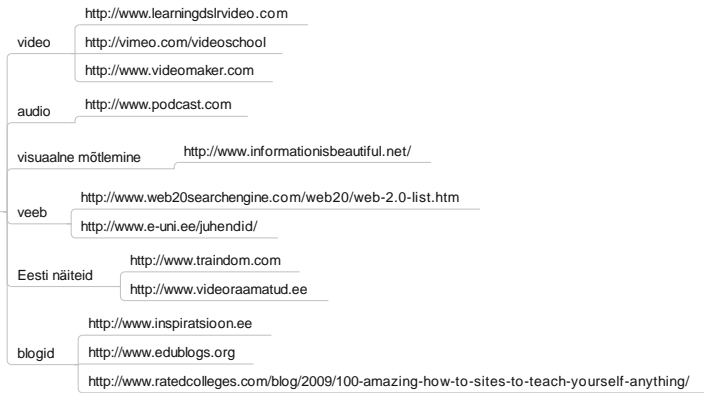 video
http://www.learningdslrvideo.com
http://vimeo.com/videoschool
http://www.videomaker.com
audio
http://www.podcast.com
visuaalne mõtlemine
http://www.informationisbeautiful.net/
veeb
http://www.web20searchengine.com/web20/web-2.0-list.htm
http://www.e-uni.ee/juhendid/
Eesti näiteid
http://www.traindom.com
http://www.videoraamatud.ee
blogid
http://www.inspiratsioon.ee
http://www.edublogs.org
http://www.ratedcolleges.com/blog/2009/100-amazing-how-to-sites-to-teach-yourself-anything/